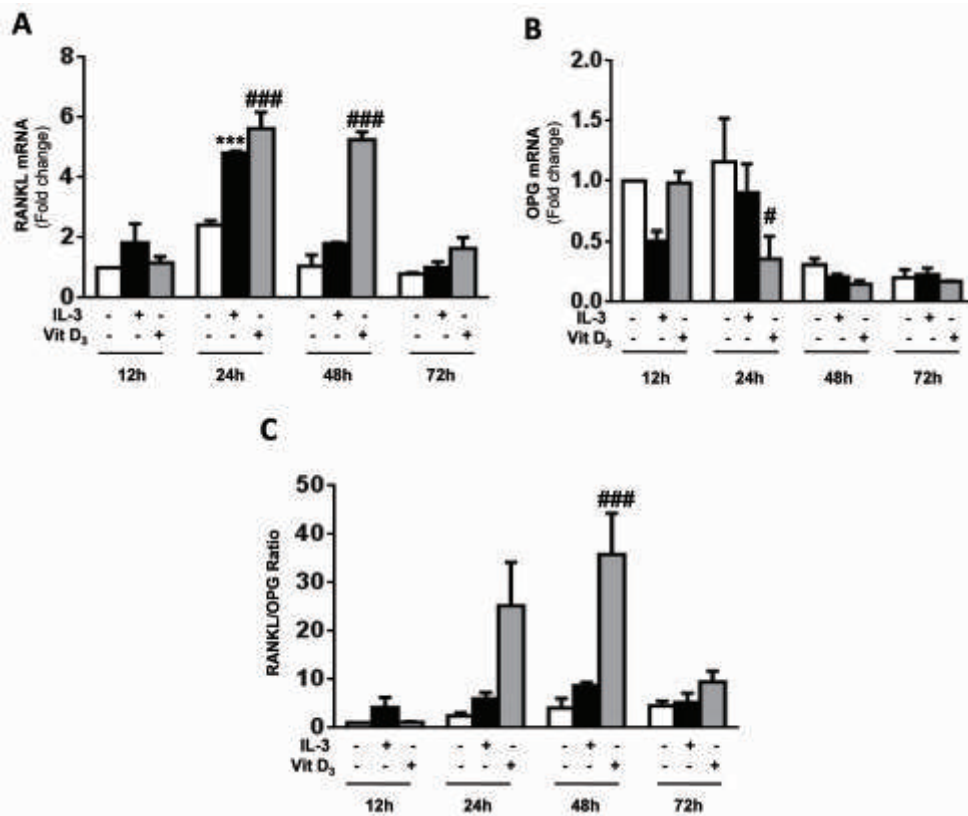 A
RANKL mRNA
(Fold change)
8
6
4
2
0
***
###
###
IL-3 - + - - + - - + - - + -
Vit D3 - - + - - + - - + - - +
12h 24h 48h 72h
B
OPG mRNA
(Fold change)
2.0
1.5
1.0
0.5
0.0
#
IL-3 - + - - + - - + - - + -
Vit D3 - - + - - + - - + - - +
12h 24h 48h 72h
C
RANKL/OPG Ratio
50
40
30
20
10
0
###
IL-3 - + - - + - - + - - + -
Vit D3 - - + - - + - - + - - +
12h 24h 48h 72h